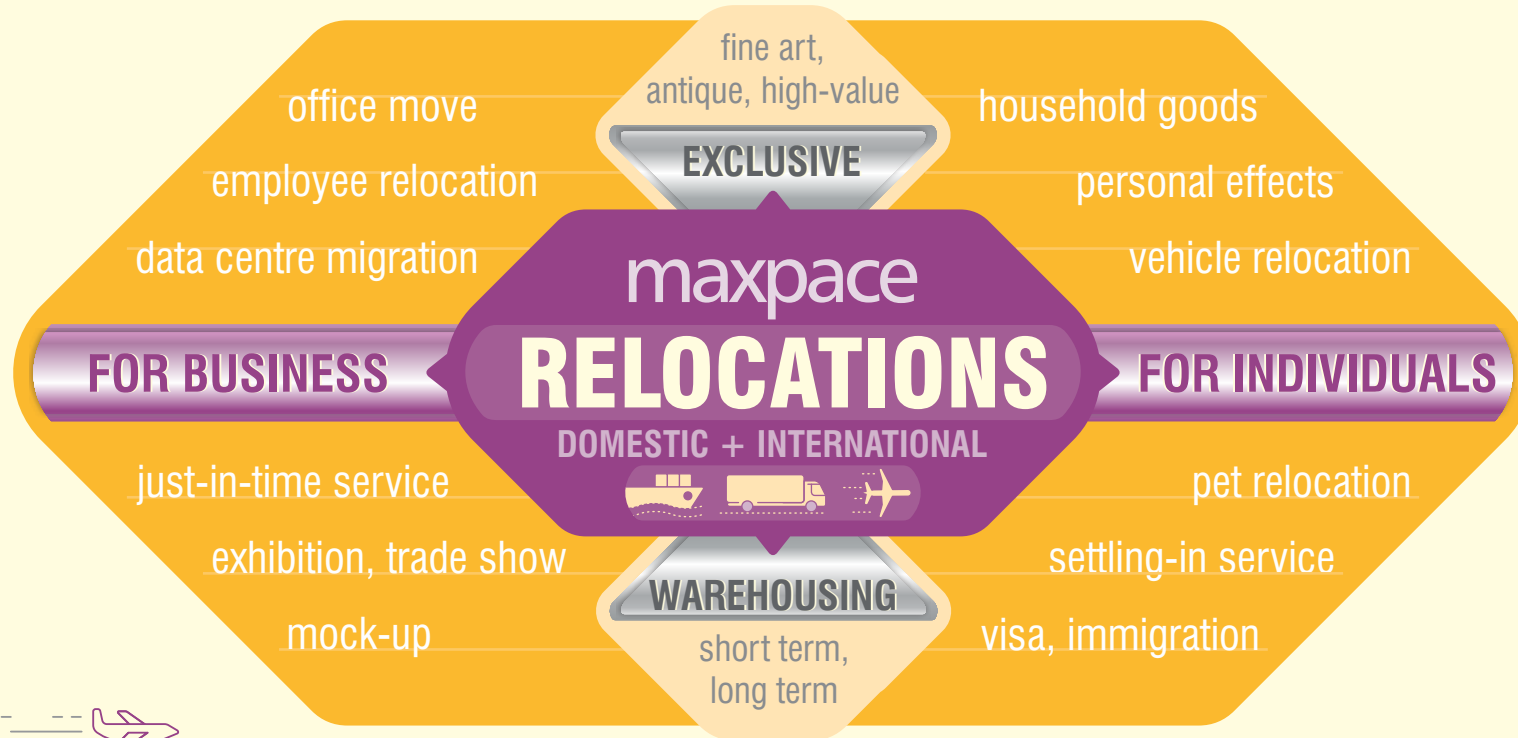 fine art,
antique, high-value
EXCLUSIVE
office move
employee relocation
data centre migration
household goods
personal effects
vehicle relocation
maxpace
RELOCATIONS
DOMESTIC + INTERNATIONAL
FOR BUSINESS
FOR INDIVIDUALS
just-in-time service
exhibition, trade show
mock-up
pet relocation
settling-in service
visa, immigration
WAREHOUSING
short term,
long term